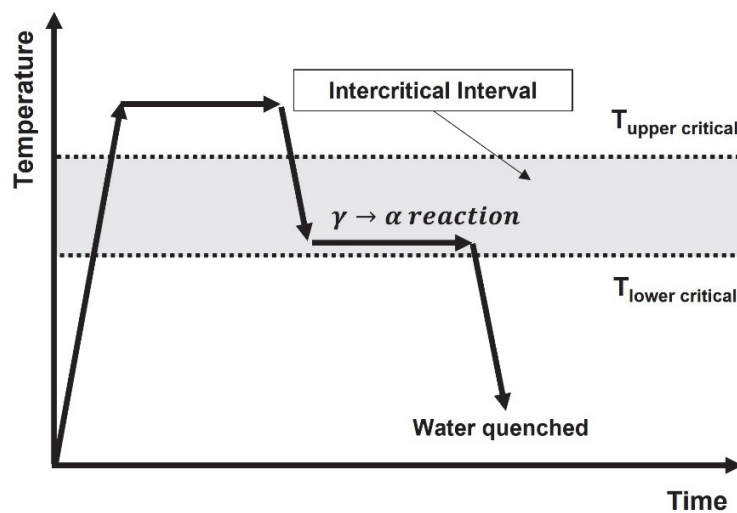 Temperature
Intercritical Interval
T upper critical
γ → α reaction
T lower critical
Water quenched
Time